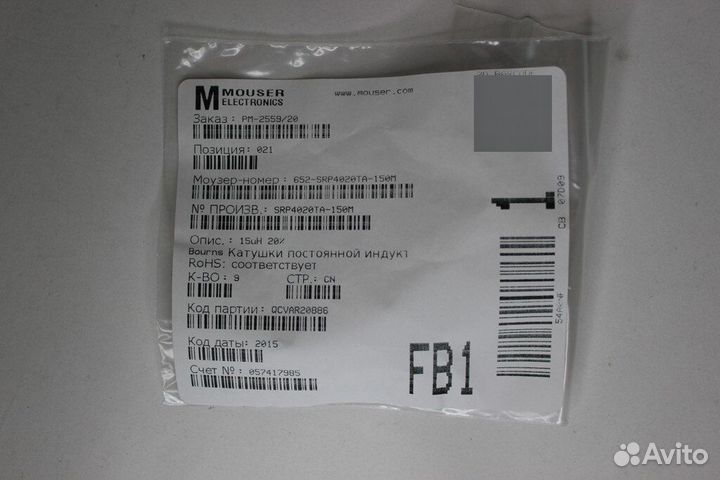 MOUSER
ELECTRONICS
www.mouser.com
Заказ : PM-2559/20
Позиция : 021
Моузер-номер : 652-SRP4020TA-150M
№ ПРОИЗВ. : SRP4020TA-150M
Опис. : 15uH 20%
Bourns Катушки постоянной индукт
RoHS: соответствует
К-ВО : 9
СТР. : CN
Код партии : QCVAR20886
Код даты : 2015
Счет № : 057417985
FB1
CB 07D09
Avito